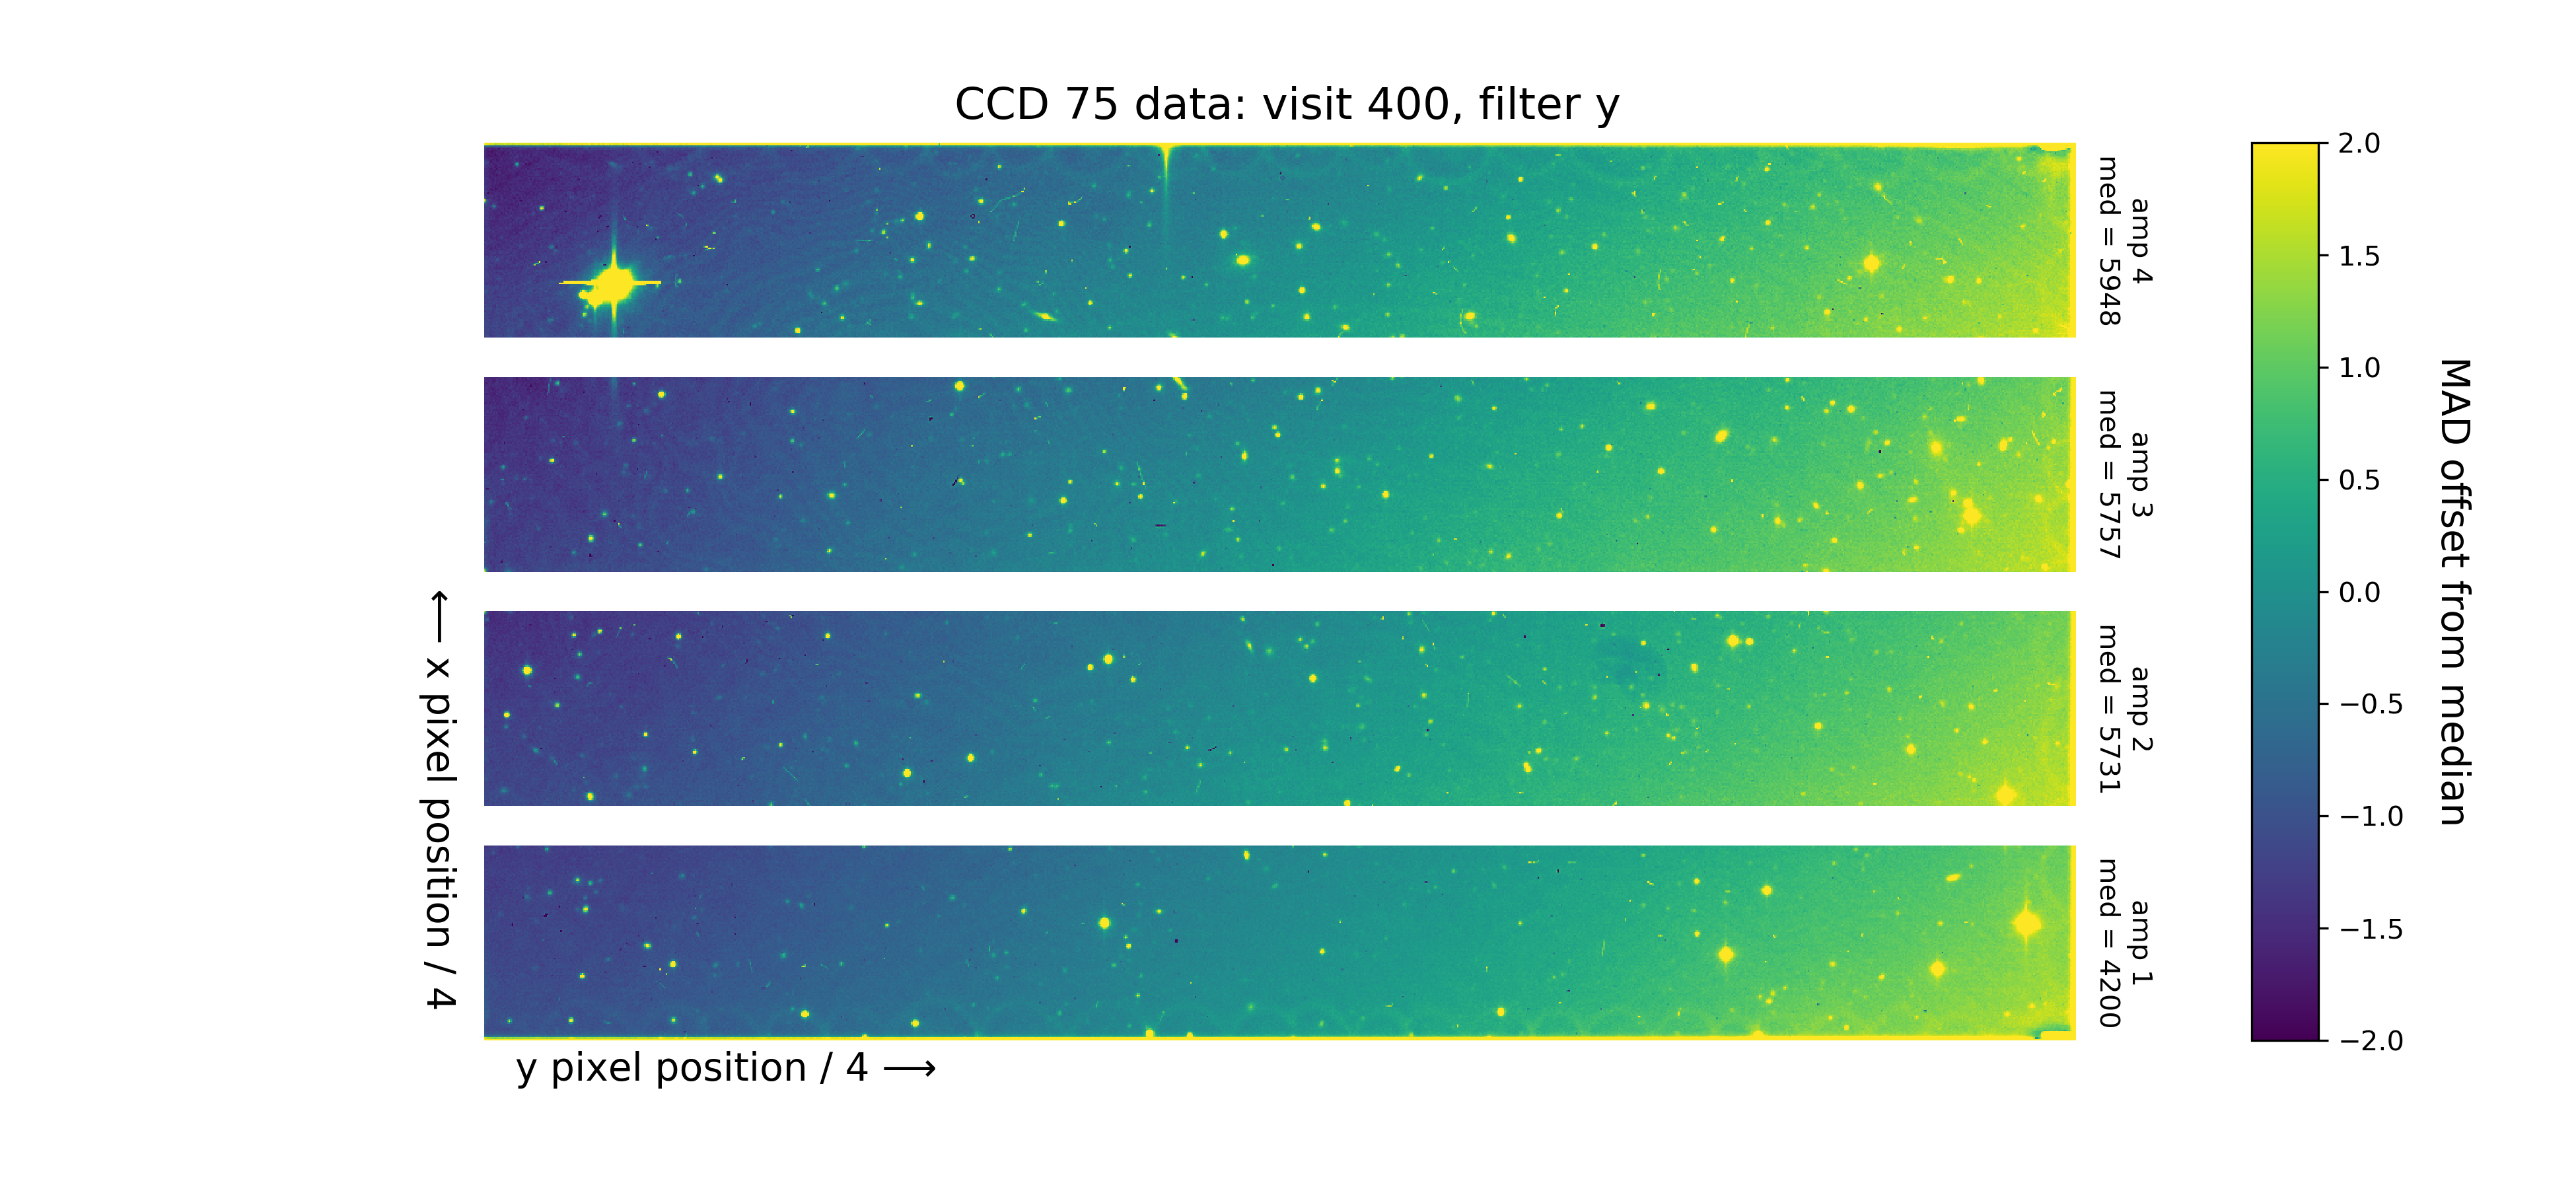 CCD 75 data: visit 400, filter y
amp 4
med = 5948
amp 3
med = 5757
amp 2
med = 5731
amp 1
med = 4200
⟵ x pixel position / 4
y pixel position / 4 ⟶
2.0
1.5
1.0
0.5
0.0
−0.5
−1.0
−1.5
−2.0
MAD offset from median